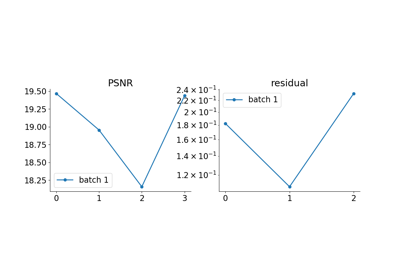 PSNR
19.50
19.25
19.00
18.75
18.50
18.25
0 1 2 3
batch 1
residual
2.4 × 10⁻¹
2.2 × 10⁻¹
2 × 10⁻¹
1.8 × 10⁻¹
1.6 × 10⁻¹
1.4 × 10⁻¹
1.2 × 10⁻¹
0 1 2
batch 1